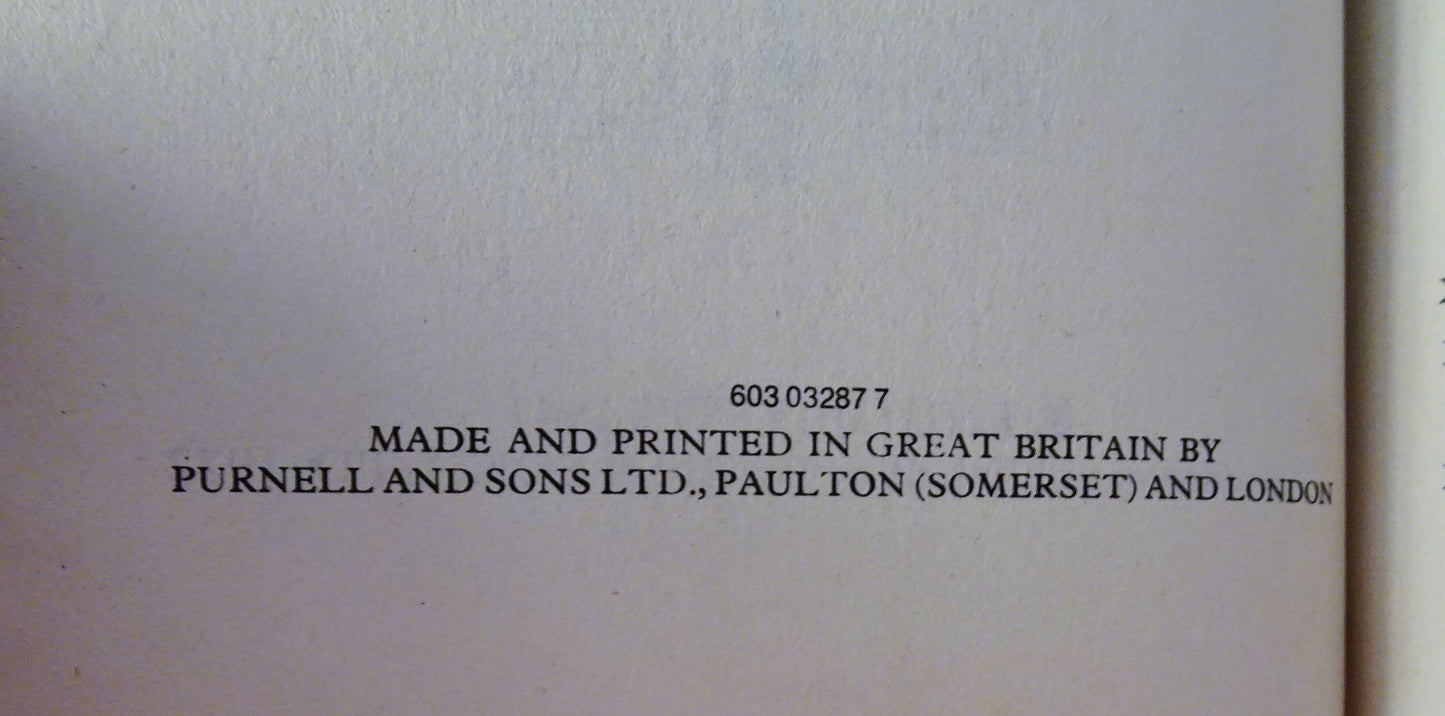 603 03287 7
MADE AND PRINTED IN GREAT BRITAIN BY
PURNELL AND SONS LTD., PAULTON (SOMERSET) AND LONDON